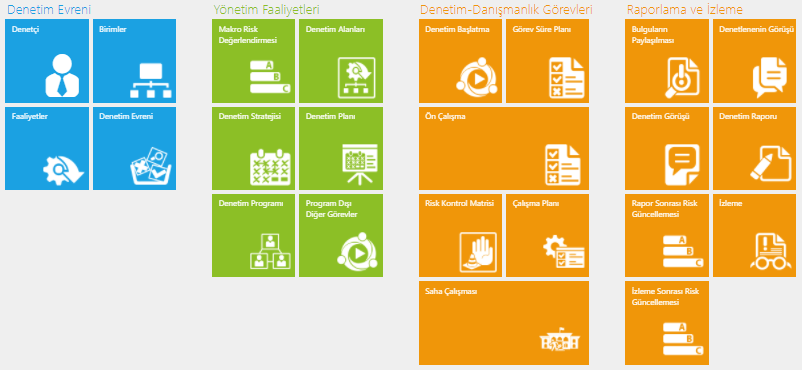 Denetim Evreni
Denetçi
Birimler
Faaliyetler
Denetim Evreni
Yönetim Faaliyetleri
Makro Risk
Değerlendirmesi
A
B
C
Denetim Alanları
Denetim Stratejisi
Denetim Planı
Denetim Programı
Program Dışı
Diğer Görevler
Denetim-Danışmanlık Görevleri
Denetim Başlatma
Görev Süre Planı
Ön Çalışma
Risk Kontrol Matrisi
Çalışma Planı
Saha Çalışması
Raporlama ve İzleme
Bulguların
Paylaşılması
Denetlenenin Görüşü
Denetim Görüşü
Denetim Raporu
Rapor Sonrası Risk
Güncellemesi
A
B
C
İzleme
İzleme Sonrası Risk
Güncellemesi
A
B
C